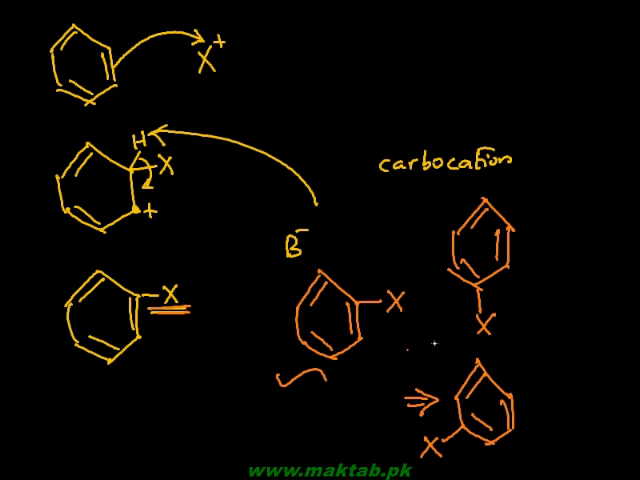 X+
H
X
+
carbocation
B-
X
X
X
X
www.maktab.pk